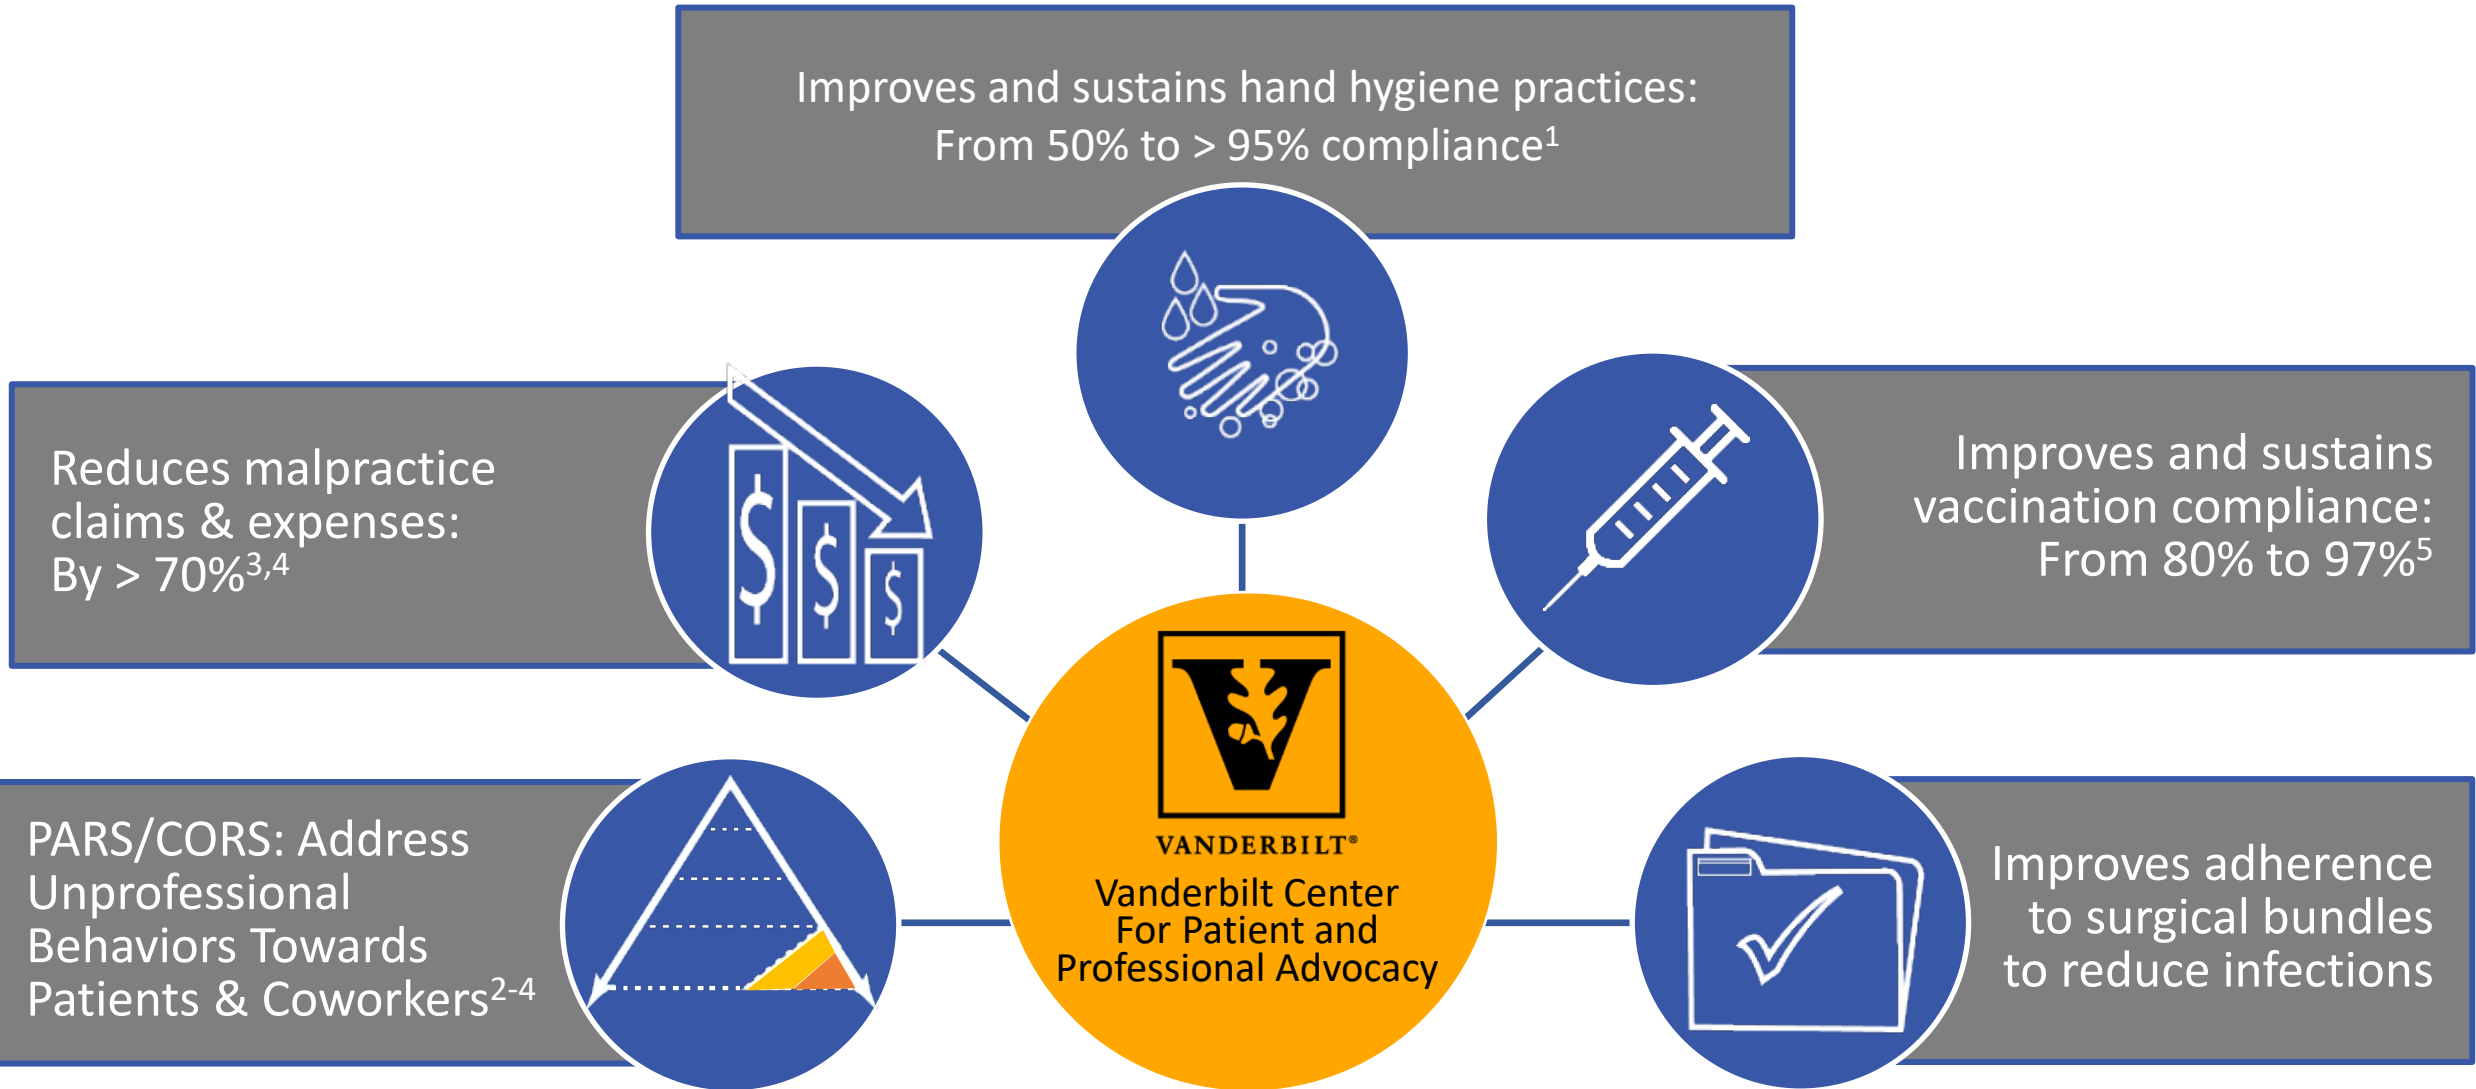 Improves and sustains hand hygiene practices:
From 50% to > 95% compliance¹
Reduces malpractice
claims & expenses:
By > 70%³,⁴
$ $ $
Improves and sustains
vaccination compliance:
From 80% to 97%⁵
PARS/CORS: Address
Unprofessional
Behaviors Towards
Patients & Coworkers²-⁴
V
VANDERBILT®
Vanderbilt Center
For Patient and
Professional Advocacy
Improves adherence
to surgical bundles
to reduce infections